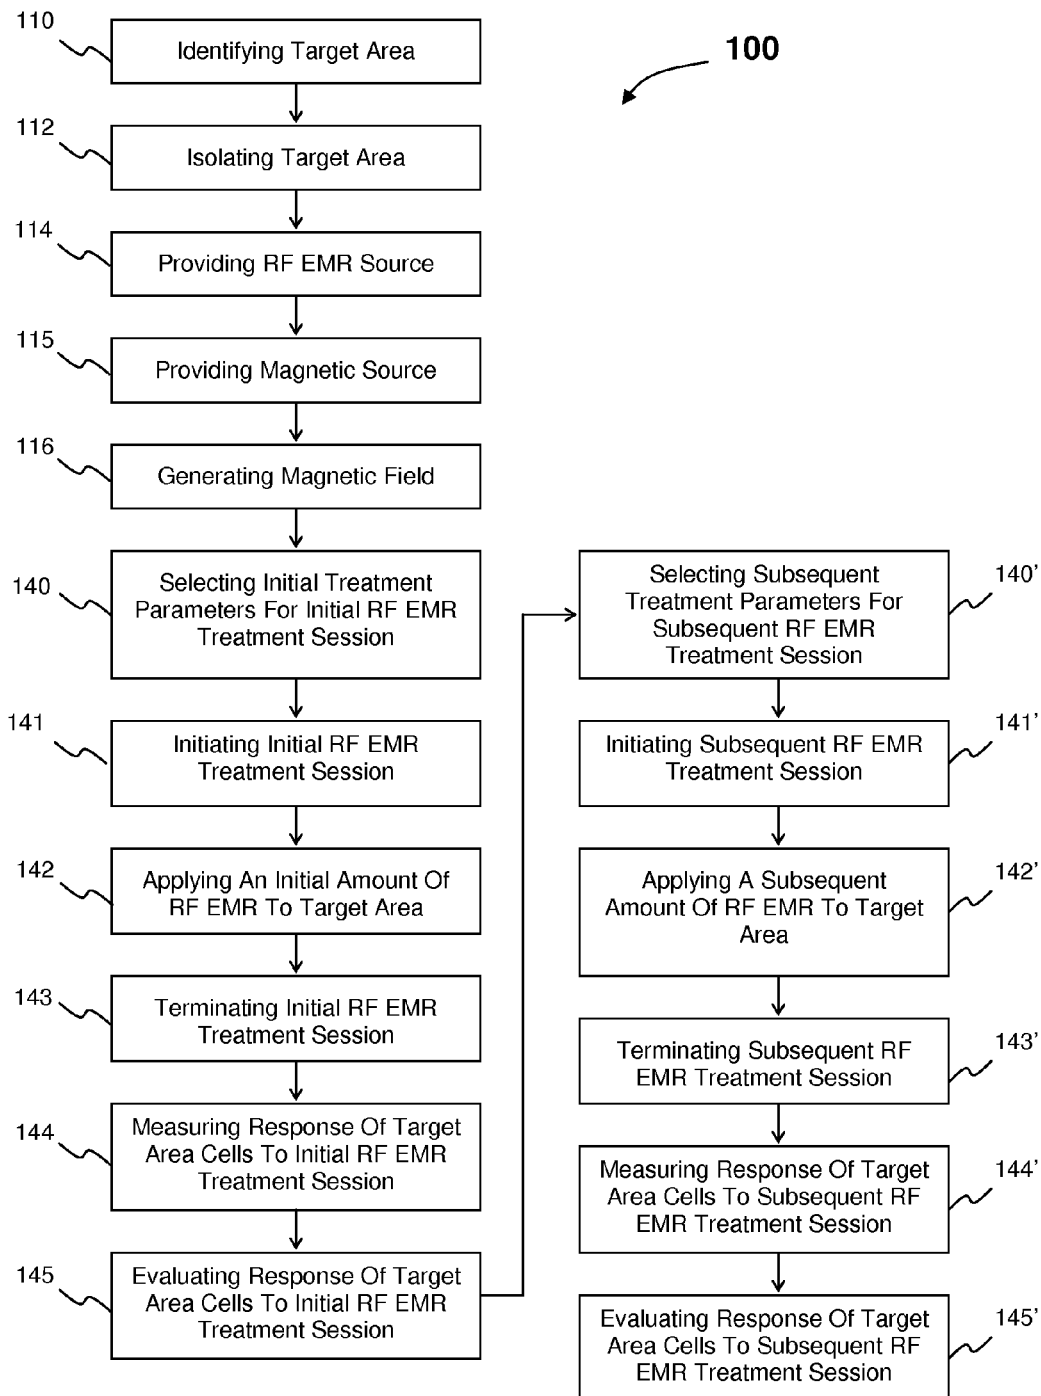 110
Identifying Target Area
100
112
Isolating Target Area
114
Providing RF EMR Source
115
Providing Magnetic Source
116
Generating Magnetic Field
140
Selecting Initial Treatment
Parameters For Initial RF EMR
Treatment Session
141
Initiating Initial RF EMR
Treatment Session
142
Applying An Initial Amount Of
RF EMR To Target Area
143
Terminating Initial RF EMR
Treatment Session
144
Measuring Response Of Target
Area Cells To Initial RF EMR
Treatment Session
145
Evaluating Response Of Target
Area Cells To Initial RF EMR
Treatment Session
Selecting Subsequent
Treatment Parameters For
Subsequent RF EMR
Treatment Session
140'
Initiating Subsequent RF EMR
Treatment Session
141'
Applying A Subsequent
Amount Of RF EMR To Target
Area
142'
Terminating Subsequent RF
EMR Treatment Session
143'
Measuring Response Of Target
Area Cells To Subsequent RF
EMR Treatment Session
144'
Evaluating Response Of Target
Area Cells To Subsequent RF
EMR Treatment Session
145'